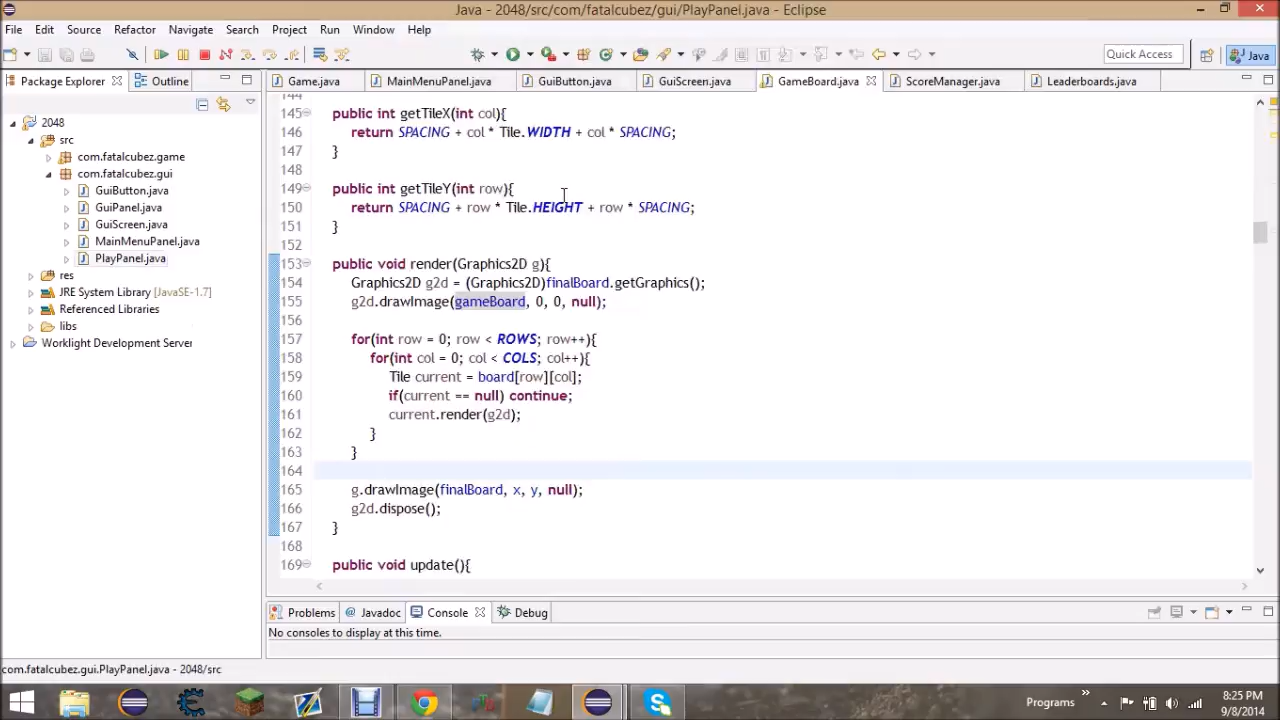 Java - 2048/src/com/fatalcubez/gui/PlayPanel.java - Eclipse
File Edit Source Refactor Navigate Search Project Run Window Help
Quick Access Java
Package Explorer Outline
Game.java MainMenuPanel.java GuiButton.java GuiScreen.java GameBoard.java ScoreManager.java Leaderboards.java
2048
src
com.fatalcubez.game
com.fatalcubez.gui
GuiButton.java
GuiPanel.java
GuiScreen.java
MainMenuPanel.java
PlayPanel.java
res
JRE System Library [JavaSE-1.7]
Referenced Libraries
libs
Worklight Development Server
144
145 public int getTileX(int col){
146 return SPACING + col * Tile.WIDTH + col * SPACING;
147 }
148
149 public int getTileY(int row){
150 return SPACING + row * Tile.HEIGHT + row * SPACING;
151 }
152
153 public void render(Graphics2D g){
154 Graphics2D g2d = (Graphics2D)finalBoard.getGraphics();
155 g2d.drawImage(gameBoard, 0, 0, null);
156
157 for(int row = 0; row < ROWS; row++){
158 for(int col = 0; col < COLS; col++){
159 Tile current = board[row][col];
160 if(current == null) continue;
161 current.render(g2d);
162 }
163 }
164
165 g.drawImage(finalBoard, x, y, null);
166 g2d.dispose();
167 }
168
169 public void update(){
Problems Javadoc Console Debug
No consoles to display at this time.
com.fatalcubez.gui.PlayPanel.java - 2048/src
Programs
8:25 PM
9/8/2014